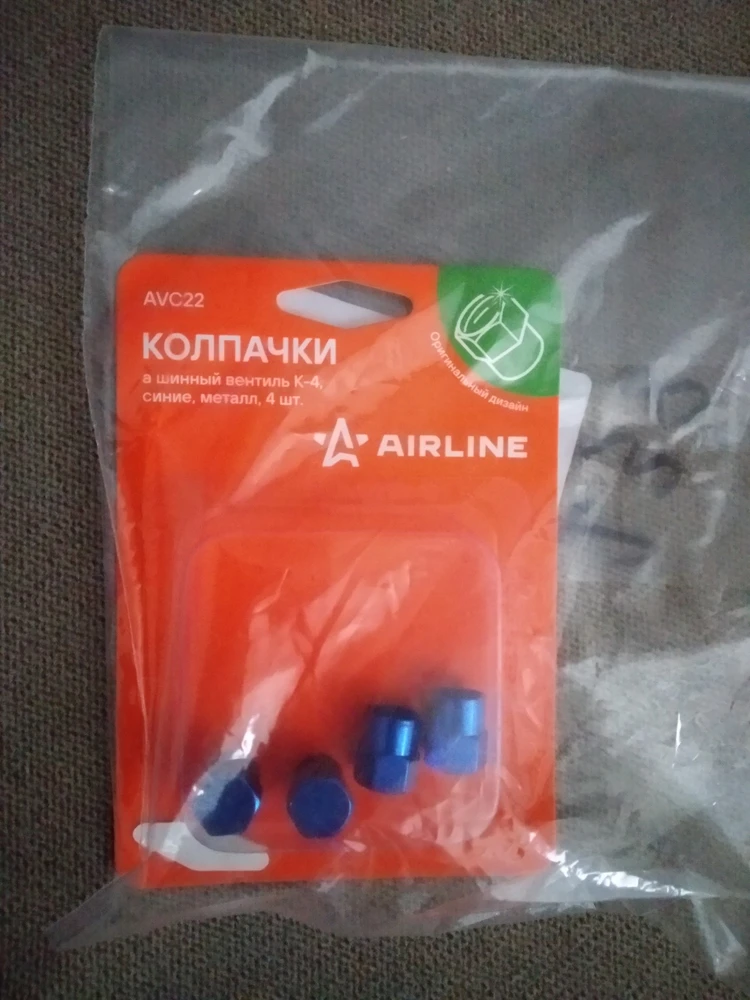 AVC22
КОЛПАЧКИ
а шинный вентиль К-4,
синие, металл, 4 шт.
Оригинальный дизайн
AIRLINE